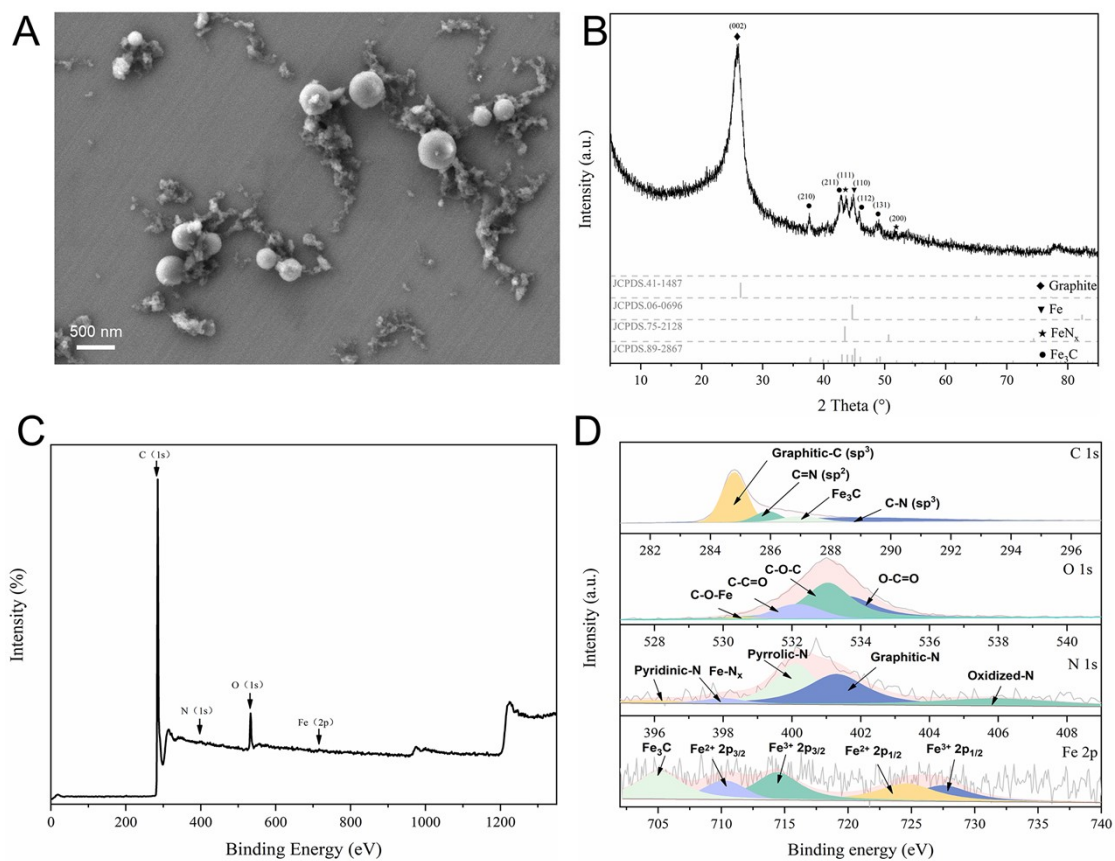 A
500 nm
B
(002)
(210)
(211)
(111)
(110)
(112)
(131)
(200)
Intensity (a.u.)
JCPDS.41-1487
◆ Graphite
JCPDS.06-0696
▼ Fe
JCPDS.75-2128
★ FeNₓ
JCPDS.89-2867
● Fe₃C
10 20 30 40 50 60 70 80
2 Theta (°)
C
C (1s)
N (1s)
O (1s)
Fe (2p)
Intensity (%)
0 200 400 600 800 1000 1200
Binding Energy (eV)
D
C 1s
Graphitic-C (sp³)
C=N (sp²)
Fe₃C
C-N (sp³)
282 284 286 288 290 292 294 296
O 1s
C-O-Fe
C-C=O
C-O-C
O-C=O
528 530 532 534 536 538 540
N 1s
Pyridinic-N
Fe-Nₓ
Pyrrolic-N
Graphitic-N
Oxidized-N
396 398 400 402 404 406 408
Fe 2p
Fe₃C
Fe²⁺ 2p₃/₂
Fe³⁺ 2p₃/₂
Fe²⁺ 2p₁/₂
Fe³⁺ 2p₁/₂
705 710 715 720 725 730 735 740
Intensity (a.u.)
Binding energy (eV)